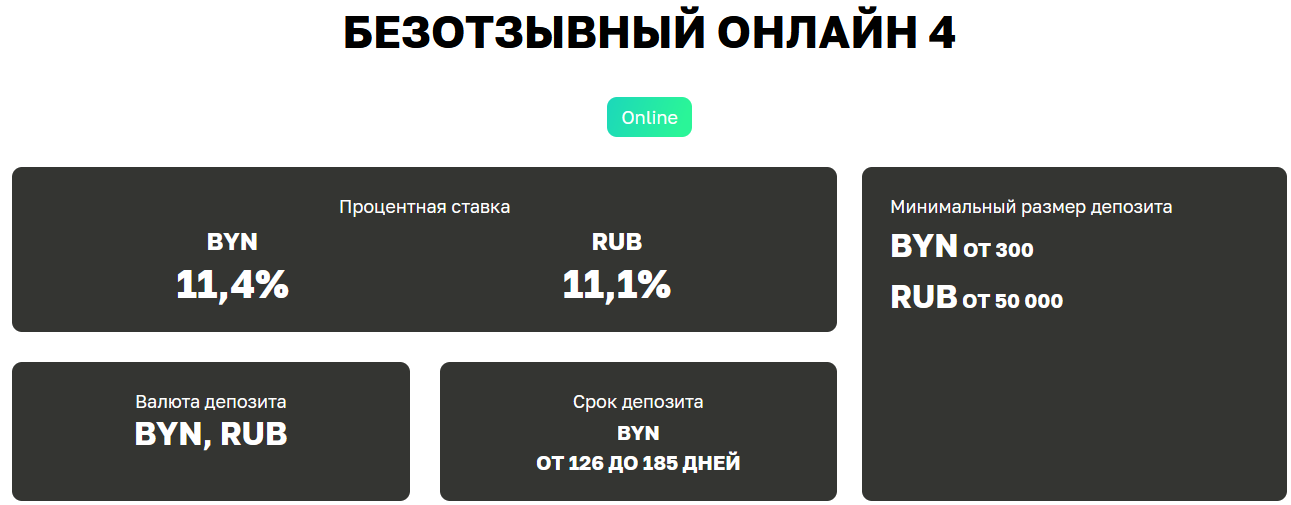 БЕЗОТЗЫВНЫЙ ОНЛАЙН 4
Online
Процентная ставка
BYN
11,4%
RUB
11,1%
Минимальный размер депозита
BYN ОТ 300
RUB ОТ 50 000
Валюта депозита
BYN, RUB
Срок депозита
BYN
ОТ 126 ДО 185 ДНЕЙ